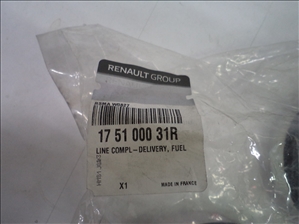 RENAULT GROUP
17 51 000 31R
LINE COMPL-DELIVERY, FUEL
X1 MADE IN FRANCE